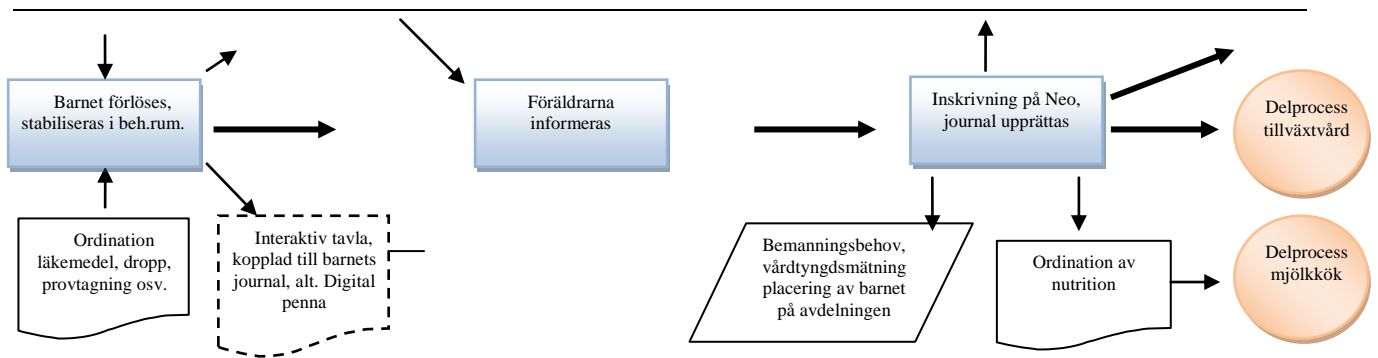 Barnet förlöses,
stabiliseras i beh.rum.
Föräldrarna
informeras
Inskrivning på Neo,
journal upprättas
Delprocess
tillväxtvård
Ordination
läkemedel, dropp,
provtagning osv.
Interaktiv tavla,
kopplad till barnets
journal, alt. Digital
penna
Bemanningsbehov,
vårdtyngdsmätning
placering av barnet
på avdelningen
Ordination av
nutrition
Delprocess
mjölkkök